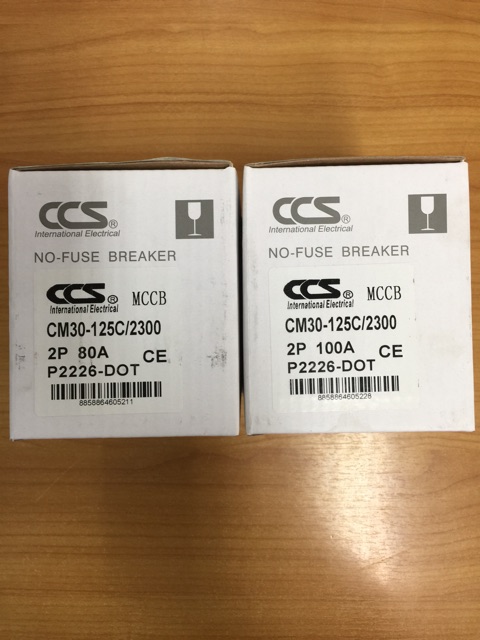 CCS®
International Electrical
NO-FUSE BREAKER
CCS® MCCB
International Electrical
CM30-125C/2300
2P 80A CE
P2226-DOT
8858864605211
CCS®
International Electrical
NO-FUSE BREAKER
CCS® MCCB
International Electrical
CM30-125C/2300
2P 100A CE
P2226-DOT
8858864605228